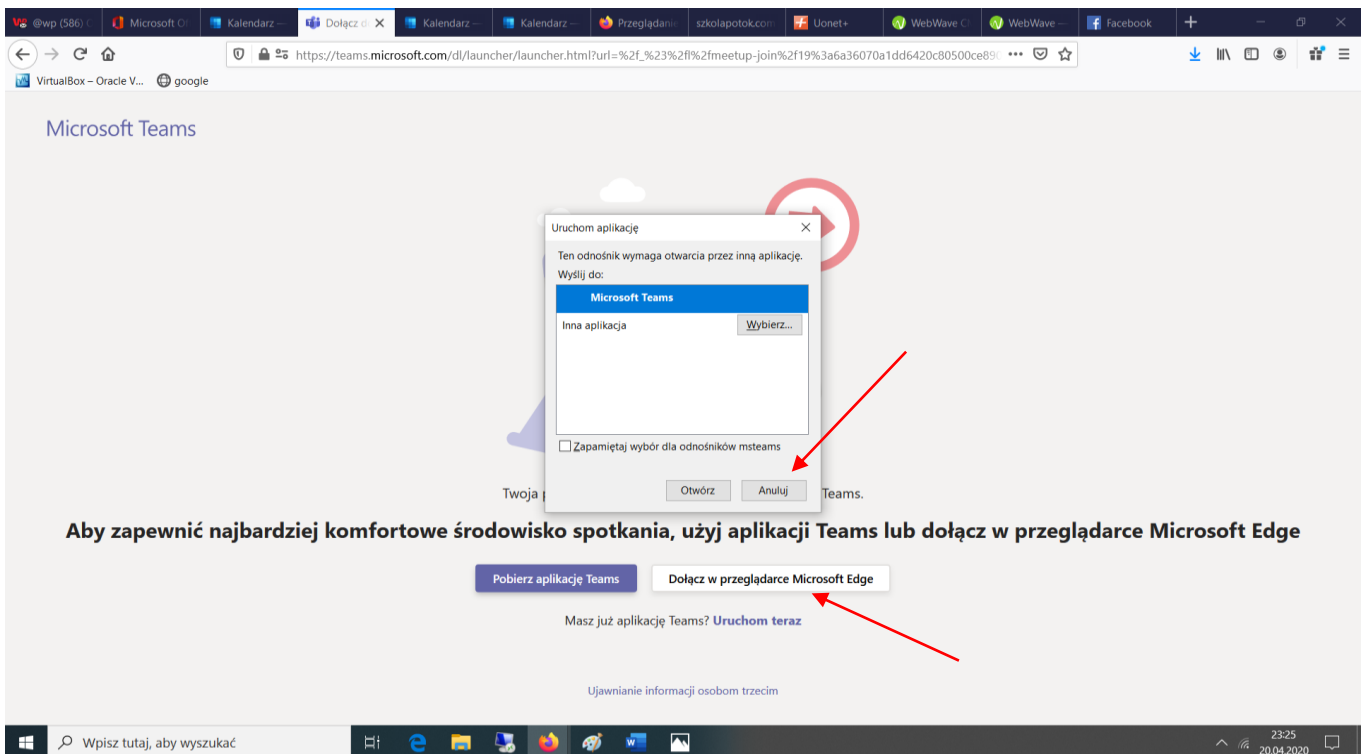 @wp (586)
Microsoft Of
Kalendarz —
Dołącz d
Kalendarz —
Kalendarz —
Przeglądanie
szkolapotok.com
Uonet+
WebWave C
WebWave —
Facebook
https://teams.microsoft.com/dl/launcher/launcher.html?url=%2f_%23%2fl%2fmeetup-join%2f19%3a6a36070a1dd6420c80500ce89
VirtualBox – Oracle V...
google
Microsoft Teams
Uruchom aplikację
Ten odnośnik wymaga otwarcia przez inną aplikację.
Wyślij do:
Microsoft Teams
Inna aplikacja
Wybierz...
Zapamiętaj wybór dla odnośników msteams
Otwórz
Anuluj
Twoja
Teams.
Aby zapewnić najbardziej komfortowe środowisko spotkania, użyj aplikacji Teams lub dołącz w przeglądarce Microsoft Edge
Pobierz aplikację Teams
Dołącz w przeglądarce Microsoft Edge
Masz już aplikację Teams? Uruchom teraz
Ujawnianie informacji osobom trzecim
Wpisz tutaj, aby wyszukać
23:25
20.04.2020